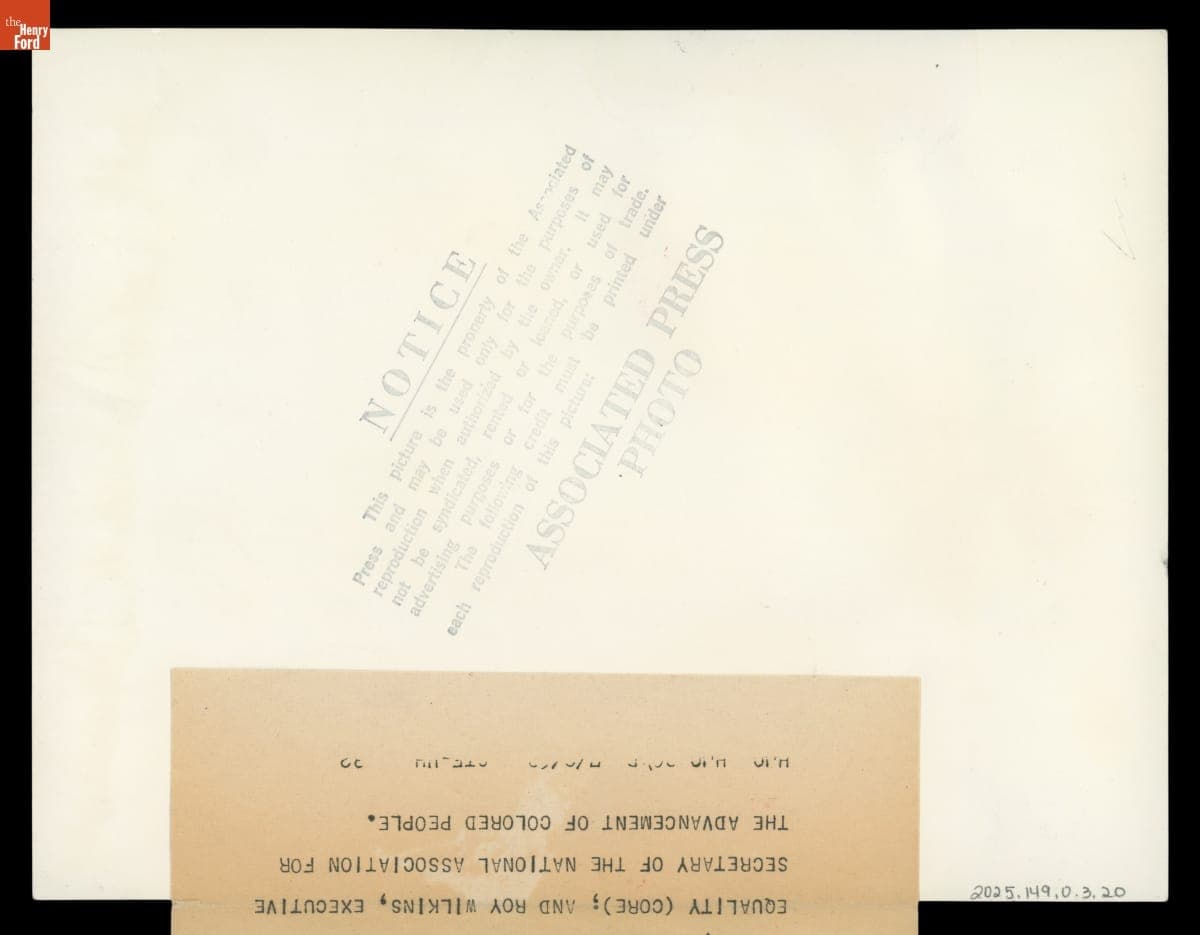 the
Henry
Ford
NOTICE
This picture is the property of the Associated
Press and may be used only for the purposes of
reproduction when authorized by the owner. It may
not be syndicated, rented or loaned, or used for
advertising purposes or for the purposes of trade.
The following credit must be printed under
each reproduction of this picture:
ASSOCIATED PRESS
PHOTO
EQUALITY (CORE); AND ROY WILKINS, EXECUTIVE
SECRETARY OF THE NATIONAL ASSOCIATION FOR
THE ADVANCEMENT OF COLORED PEOPLE.
2025.149.0.3.20